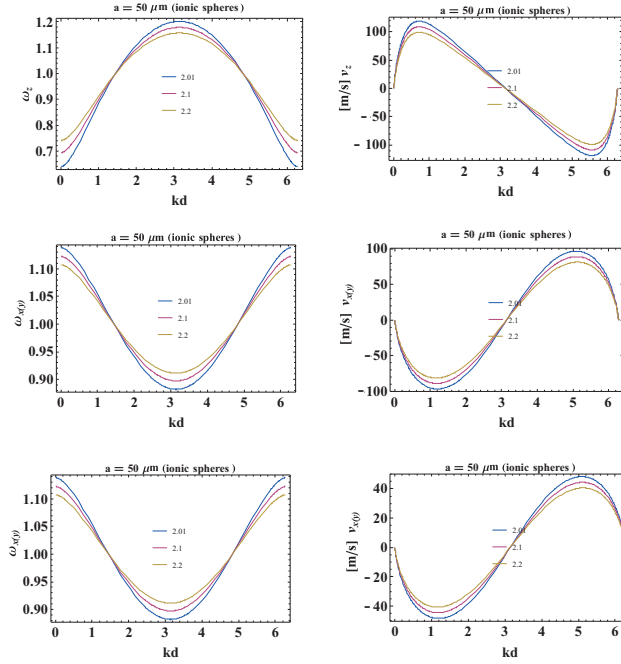 a = 50 μm (ionic spheres )
1.2
1.1
1.0
0.9
0.8
0.7
ω_z
2.01
2.1
2.2
0 1 2 3 4 5 6
kd
a = 50 μm (ionic spheres )
100
50
0
- 50
- 100
[m/s] v_z
2.01
2.1
2.2
0 1 2 3 4 5 6
kd
a = 50 μm (ionic spheres )
1.10
1.05
1.00
0.95
0.90
ω_x(y)
2.01
2.1
2.2
0 1 2 3 4 5 6
kd
a = 50 μm (ionic spheres )
100
50
0
-50
-100
[m/s] v_x(y)
2.01
2.1
2.2
0 1 2 3 4 5 6
kd
a = 50 μm (ionic spheres )
1.10
1.05
1.00
0.95
0.90
ω_x(y)
2.01
2.1
2.2
0 1 2 3 4 5 6
kd
a = 50 μm (ionic spheres )
40
20
0
-20
-40
[m/s] v_x(y)
2.01
2.1
2.2
0 1 2 3 4 5 6
kd